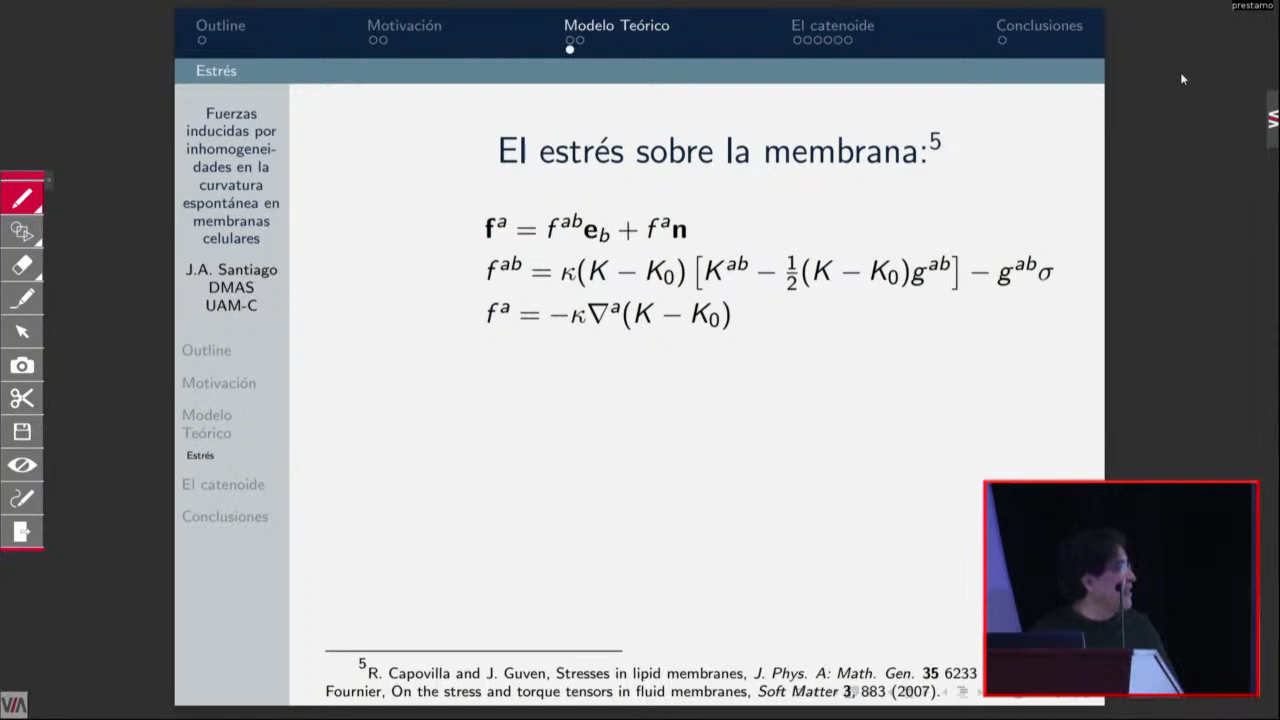 prestamo
Outline Motivación Modelo Teórico El catenoide Conclusiones
Estrés
Fuerzas
inducidas por
inhomogenei-
dades en la
curvatura
espontánea en
membranas
celulares
J.A. Santiago
DMAS
UAM-C
Outline
Motivación
Modelo
Teórico
Estrés
El catenoide
Conclusiones
El estrés sobre la membrana:⁵
𝐟ᵃ = fᵃᵇ𝐞_b + fᵃ𝐧
fᵃᵇ = κ(K − K₀) [Kᵃᵇ − ½(K − K₀)gᵃᵇ] − gᵃᵇσ
fᵃ = −κ∇ᵃ(K − K₀)
⁵R. Capovilla and J. Guven, Stresses in lipid membranes, J. Phys. A: Math. Gen. 35 6233
Fournier, On the stress and torque tensors in fluid membranes, Soft Matter 3, 883 (2007).
VIA